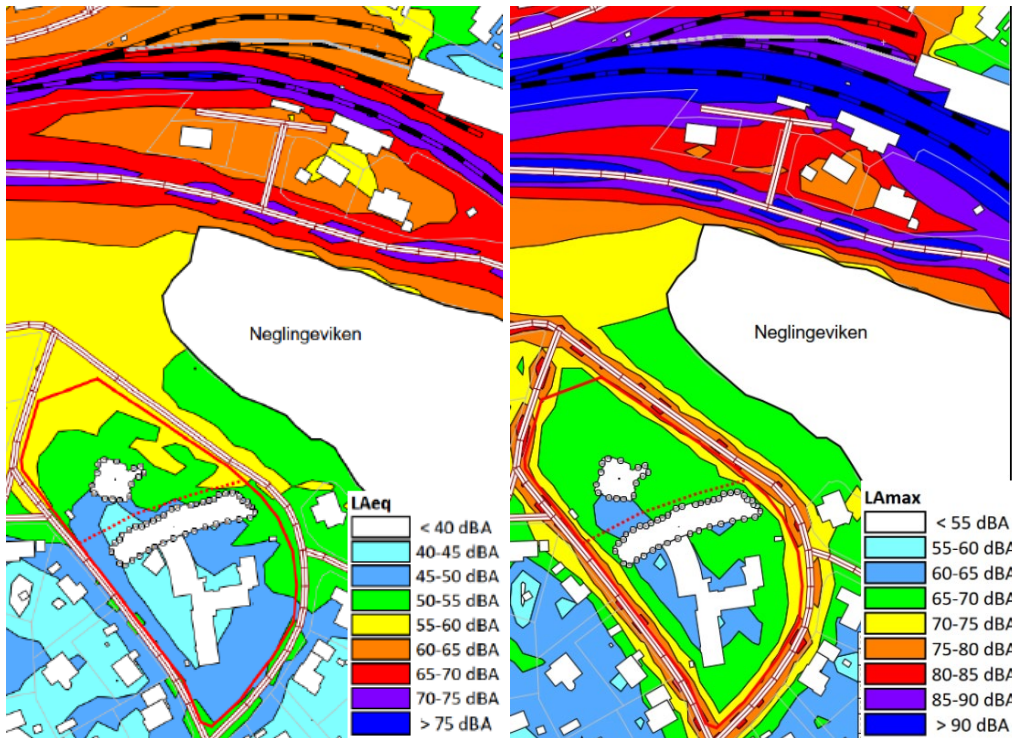 Neglingeviken
LAeq
< 40 dBA
40-45 dBA
45-50 dBA
50-55 dBA
55-60 dBA
60-65 dBA
65-70 dBA
70-75 dBA
> 75 dBA
Neglingeviken
LAmax
< 55 dBA
55-60 dBA
60-65 dBA
65-70 dBA
70-75 dBA
75-80 dBA
80-85 dBA
85-90 dBA
> 90 dBA